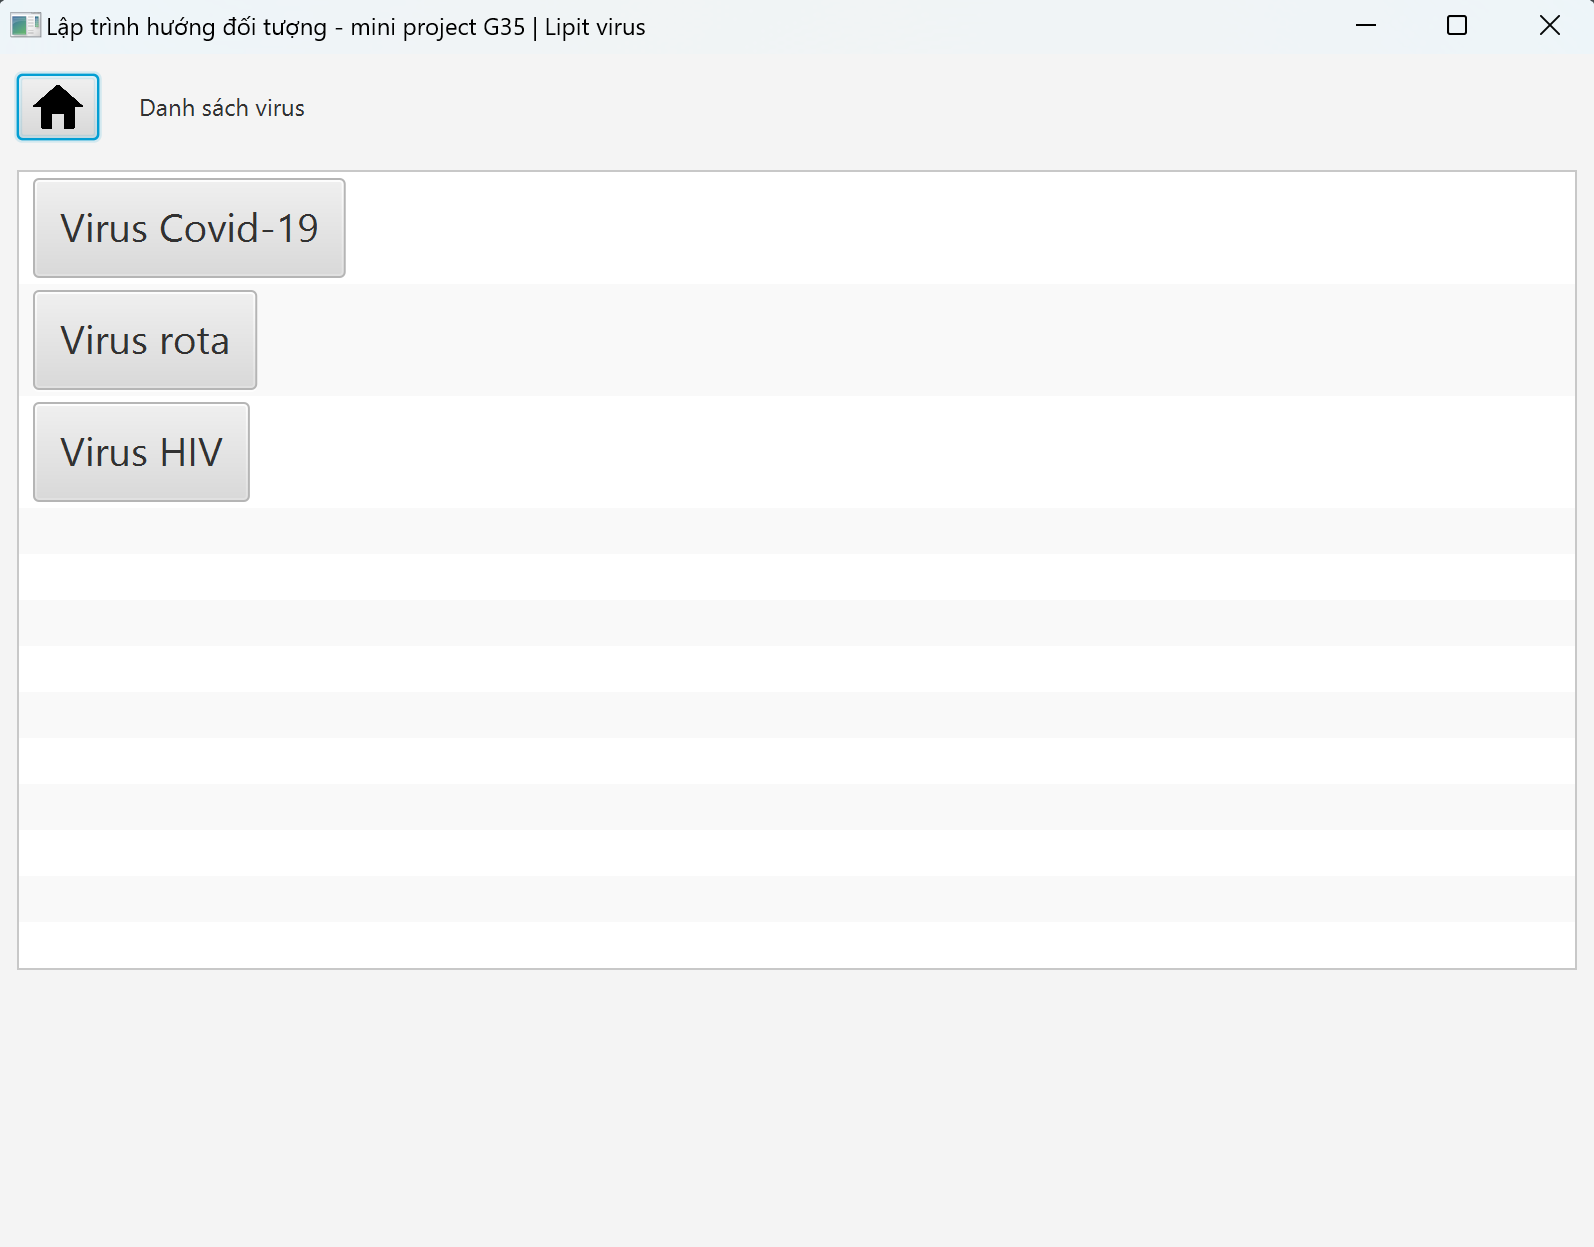 Lập trình hướng đối tượng - mini project G35 | Lipit virus
Danh sách virus
Virus Covid-19
Virus rota
Virus HIV